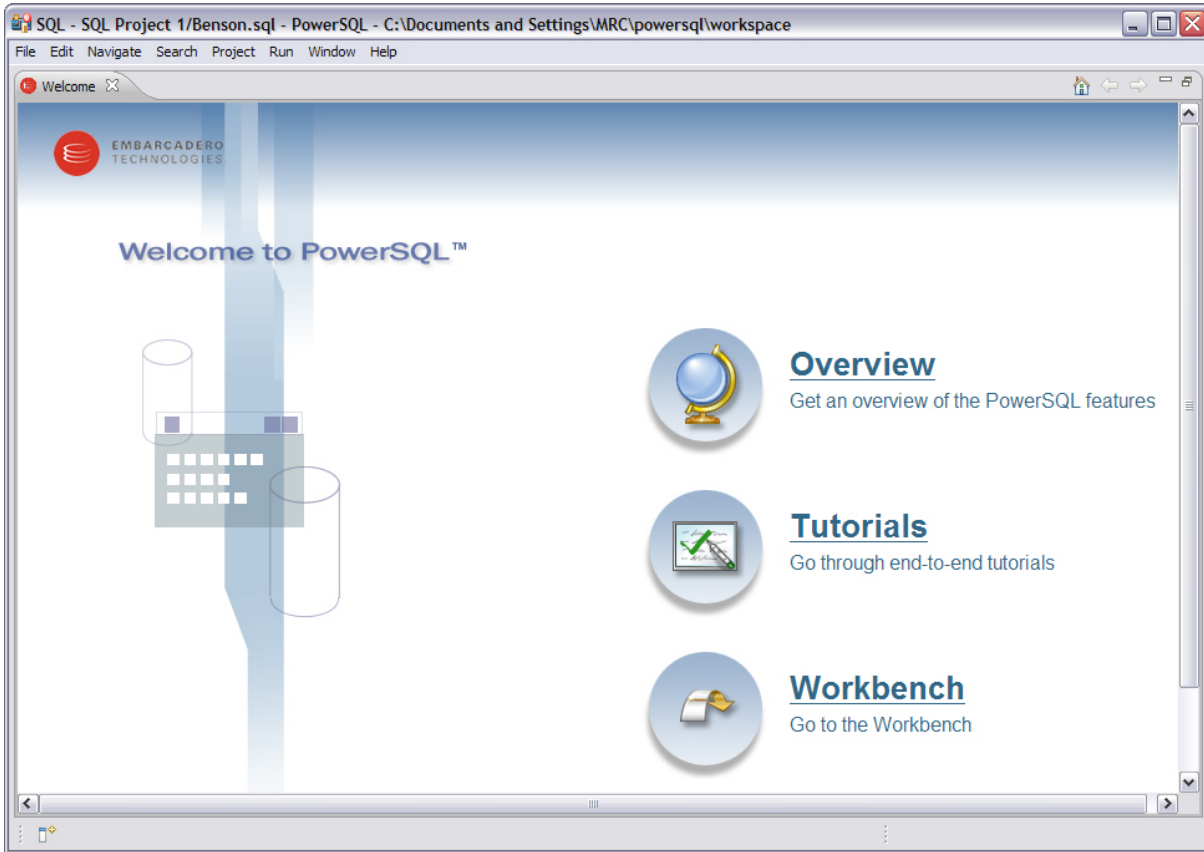 SQL - SQL Project 1/Benson.sql - PowerSQL - C:\Documents and Settings\MRC\powersql\workspace
File Edit Navigate Search Project Run Window Help
Welcome
EMBARCADERO
TECHNOLOGIES
Welcome to PowerSQL™
Overview
Get an overview of the PowerSQL features
Tutorials
Go through end-to-end tutorials
Workbench
Go to the Workbench